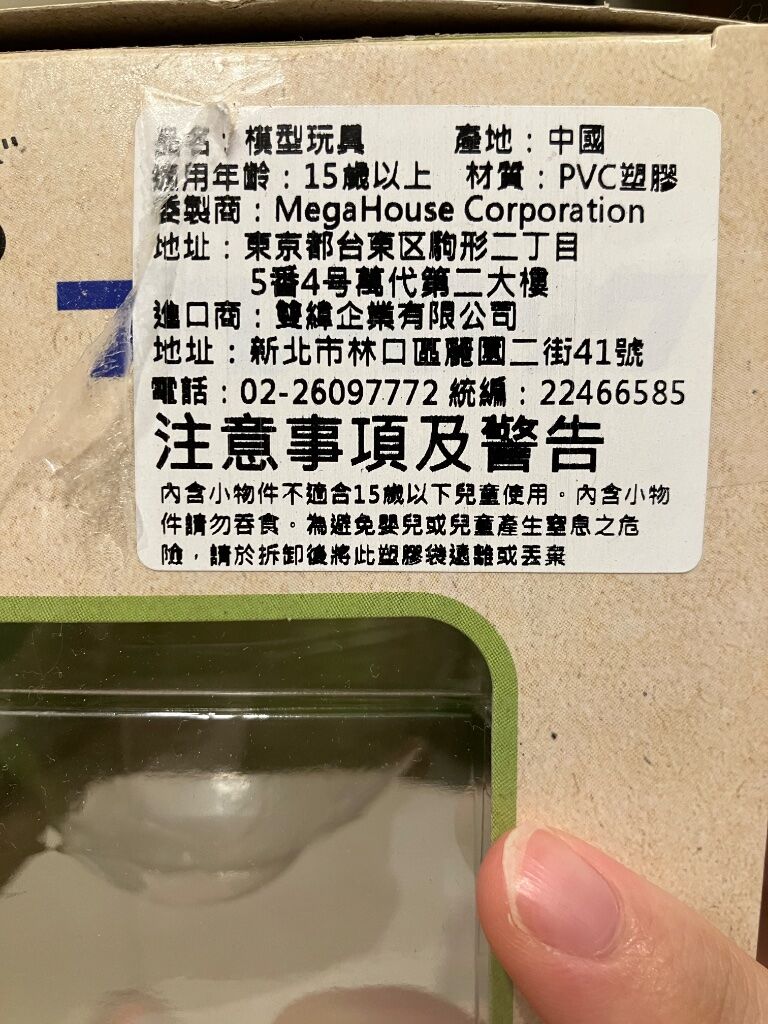 品名：模型玩具 產地：中國
適用年齡：15歲以上 材質：PVC塑膠
委製商：MegaHouse Corporation
地址：東京都台東区駒形二丁目
5番4号萬代第二大樓
進口商：雙緯企業有限公司
地址：新北市林口區麗園二街41號
電話：02-26097772 統編：22466585
注意事項及警告
內含小物件不適合15歲以下兒童使用。內含小物
件請勿吞食。為避免嬰兒或兒童產生窒息之危
險，請於拆卸後將此塑膠袋遠離或丟棄